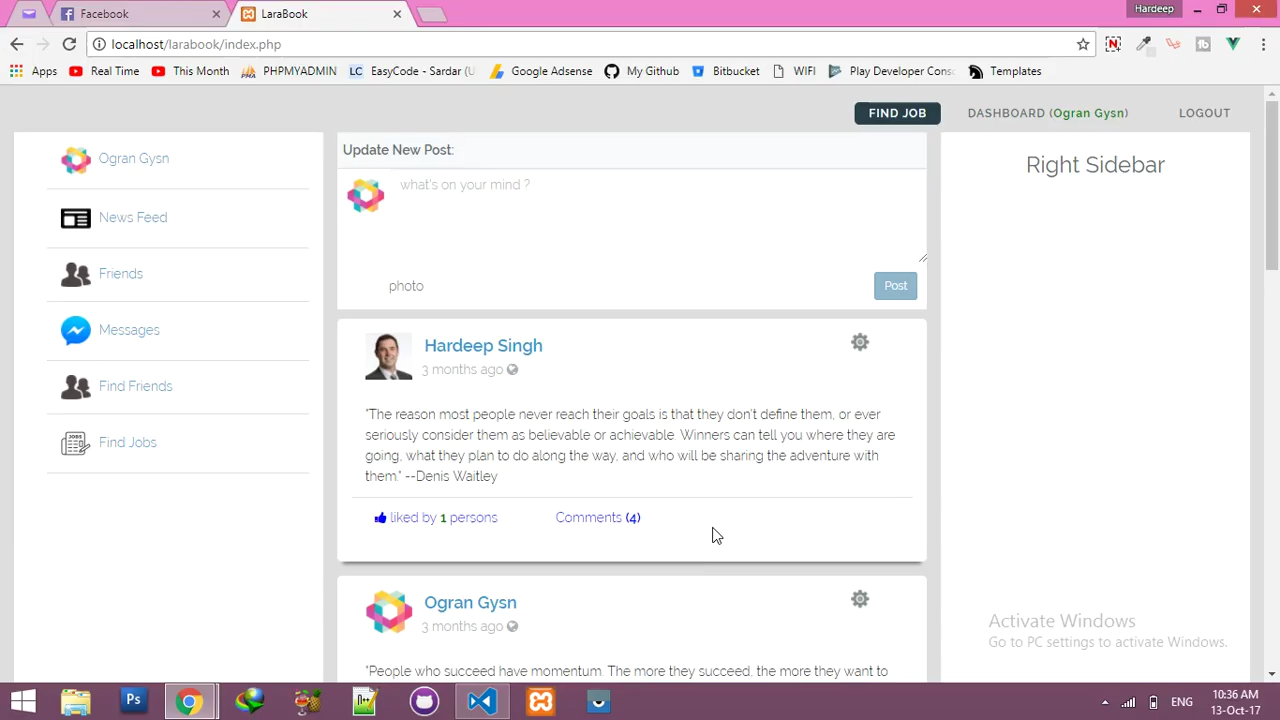 Facebook
LaraBook
Hardeep
localhost/larabook/index.php
Apps
Real Time
This Month
PHPMYADMIN
LC EasyCode - Sardar (U
Google Adsense
My Github
Bitbucket
WIFI
Play Developer Cons
Templates
FIND JOB
DASHBOARD (Ogran Gysn)
LOGOUT
Ogran Gysn
News Feed
Friends
Messages
Find Friends
JOBS
Find Jobs
Update New Post:
what's on your mind ?
photo
Post
Hardeep Singh
3 months ago
"The reason most people never reach their goals is that they don't define them, or ever
seriously consider them as believable or achievable. Winners can tell you where they are
going, what they plan to do along the way, and who will be sharing the adventure with
them." --Denis Waitley
liked by 1 persons
Comments (4)
Ogran Gysn
3 months ago
"People who succeed have momentum. The more they succeed, the more they want to
Right Sidebar
Activate Windows
Go to PC settings to activate Windows.
Ps
ENG
10:36 AM
13-Oct-17